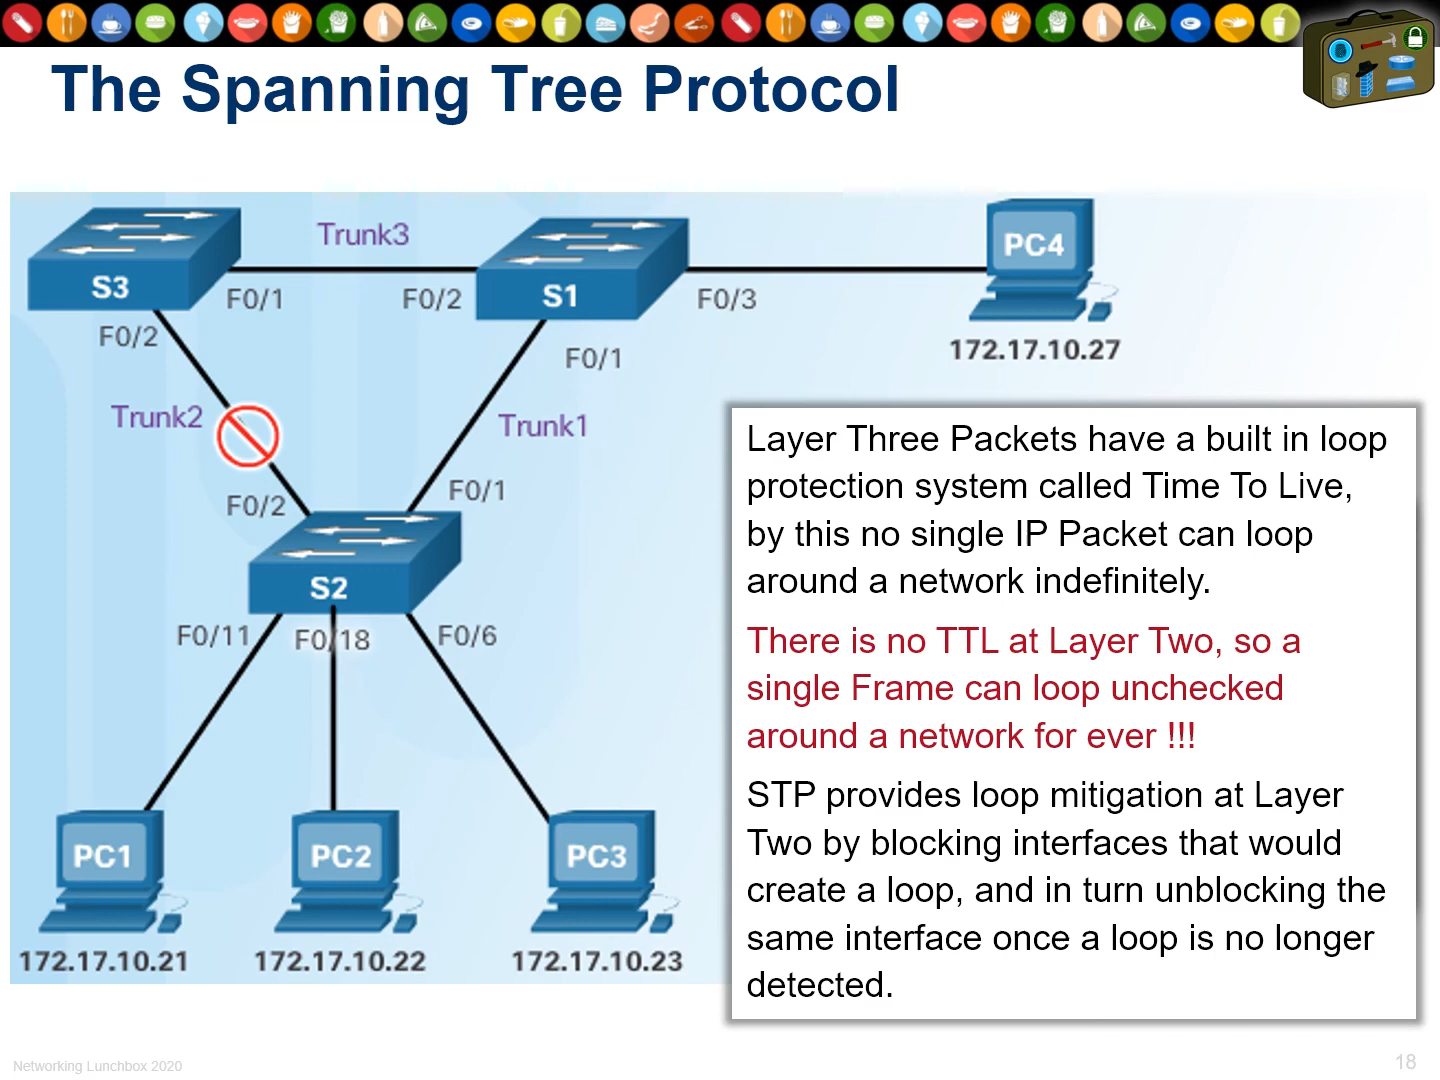 The Spanning Tree Protocol
Trunk3
PC4
S3
F0/1
F0/2
S1
F0/3
F0/2
F0/1
172.17.10.27
Trunk2
Trunk1
F0/2
F0/1
S2
F0/11
F0/18
F0/6
PC1
PC2
PC3
172.17.10.21
172.17.10.22
172.17.10.23
Layer Three Packets have a built in loop
protection system called Time To Live,
by this no single IP Packet can loop
around a network indefinitely.
There is no TTL at Layer Two, so a
single Frame can loop unchecked
around a network for ever !!!
STP provides loop mitigation at Layer
Two by blocking interfaces that would
create a loop, and in turn unblocking the
same interface once a loop is no longer
detected.
Networking Lunchbox 2020
18